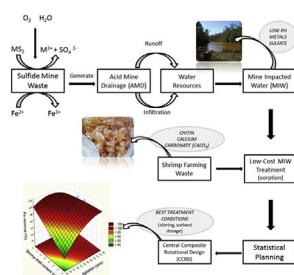 O₂ H₂O
MS₂ M²⁺ + SO₄²⁻
Sulfide Mine
Waste
Fe²⁺ Fe³⁺
Generate
Acid Mine
Drainage (AMD)
Runoff
Infiltration
Water
Resources
LOW PH
METALS
SULFATE
Mine Impacted
Water (MIW)
CHITIN
CALCIUM
CARBONATE (CACO₃)
Shrimp Farming
Waste
Low-Cost MIW
Treatment
(sorption)
BEST TREATMENT
CONDITIONS
(stirring, sorbent
dosage)
Central Composite
Rotational Design
(CCRD)
Statistical
Planning